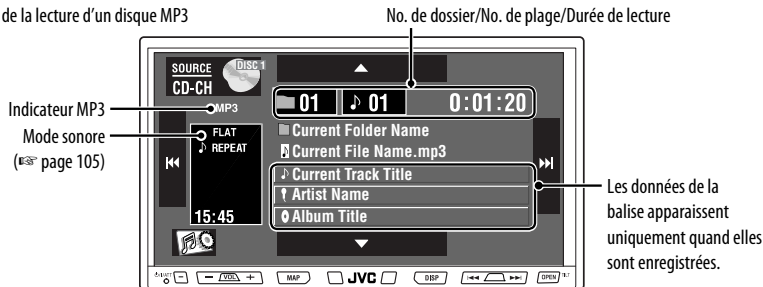 de la lecture d'un disque MP3
No. de dossier/No. de plage/Durée de lecture
SOURCE
DISC 1
CD-CH
Indicateur MP3
MP3
01
01
0:01:20
Mode sonore
(☞ page 105)
FLAT
REPEAT
15:45
Current Folder Name
Current File Name.mp3
Current Track Title
Artist Name
Album Title
Les données de la
balise apparaissent
uniquement quand elles
sont enregistrées.
– VOL +
MAP
JVC
DISP
OPEN
TILT